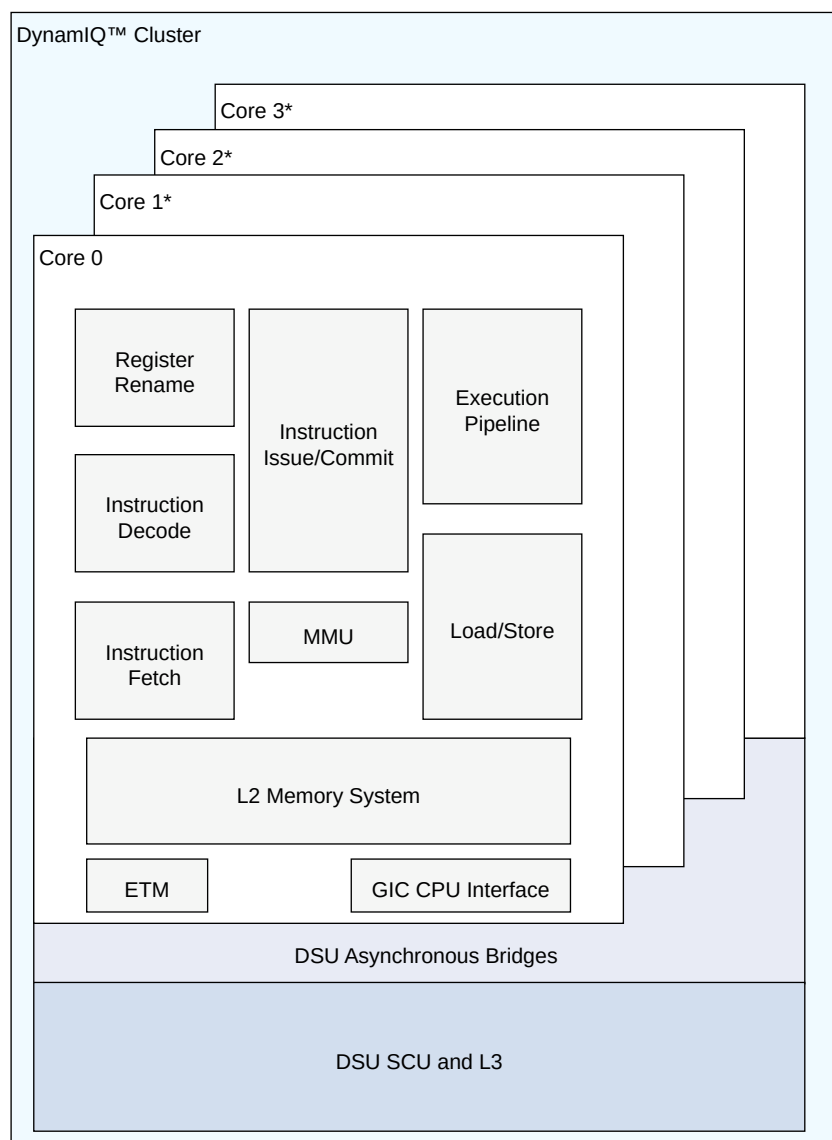 DynamIQ™ Cluster
Core 3*
Core 2*
Core 1*
Core 0
Register
Rename
Instruction
Issue/Commit
Execution
Pipeline
Instruction
Decode
Instruction
Fetch
MMU
Load/Store
L2 Memory System
ETM
GIC CPU Interface
DSU Asynchronous Bridges
DSU SCU and L3